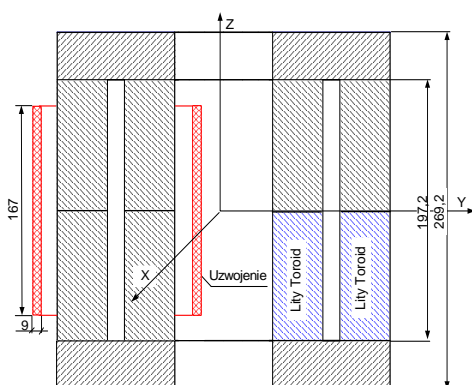 Z
Y
X
167
9
197,2
269,2
Uzwojenie
Lity Toroid
Lity Toroid